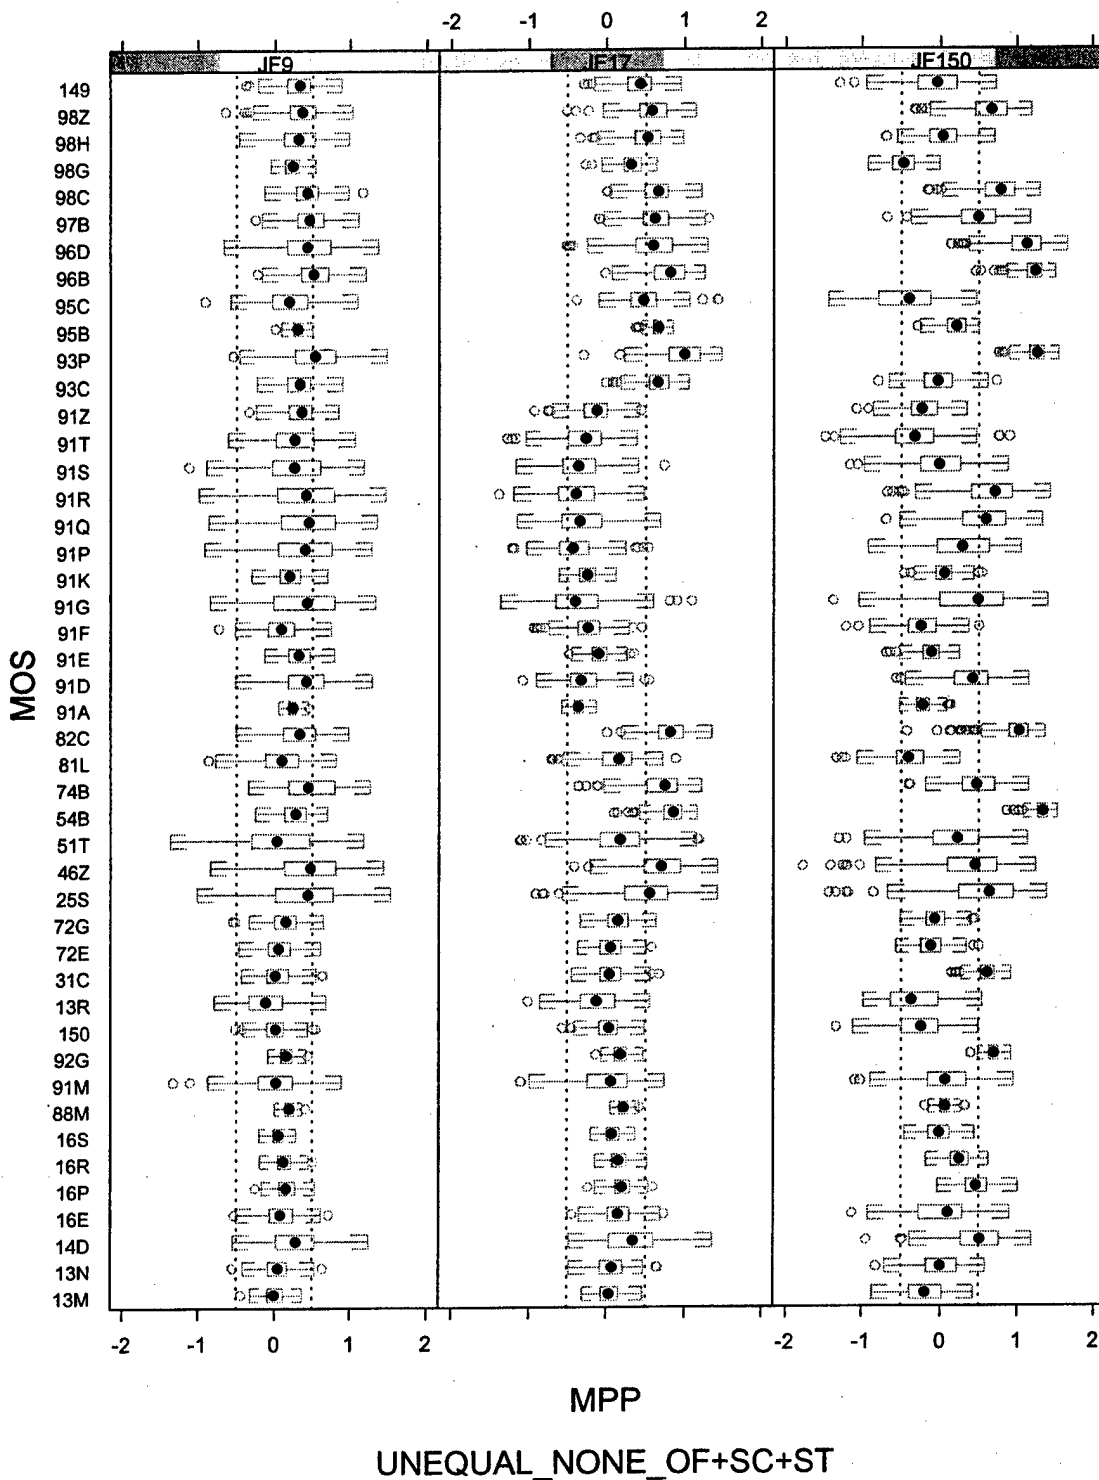 -2 -1 0 1 2
JF9 JF17 JF150
149
98Z
98H
98G
98C
97B
96D
96B
95C
95B
93P
93C
91Z
91T
91S
91R
91Q
91P
91K
91G
91F
91E
91D
91A
82C
81L
74B
54B
51T
46Z
25S
72G
72E
31C
13R
150
92G
91M
88M
16S
16R
16P
16E
14D
13N
13M
MOS
-2 -1 0 1 2 -2 -1 0 1 2
MPP
UNEQUAL_NONE_OF+SC+ST